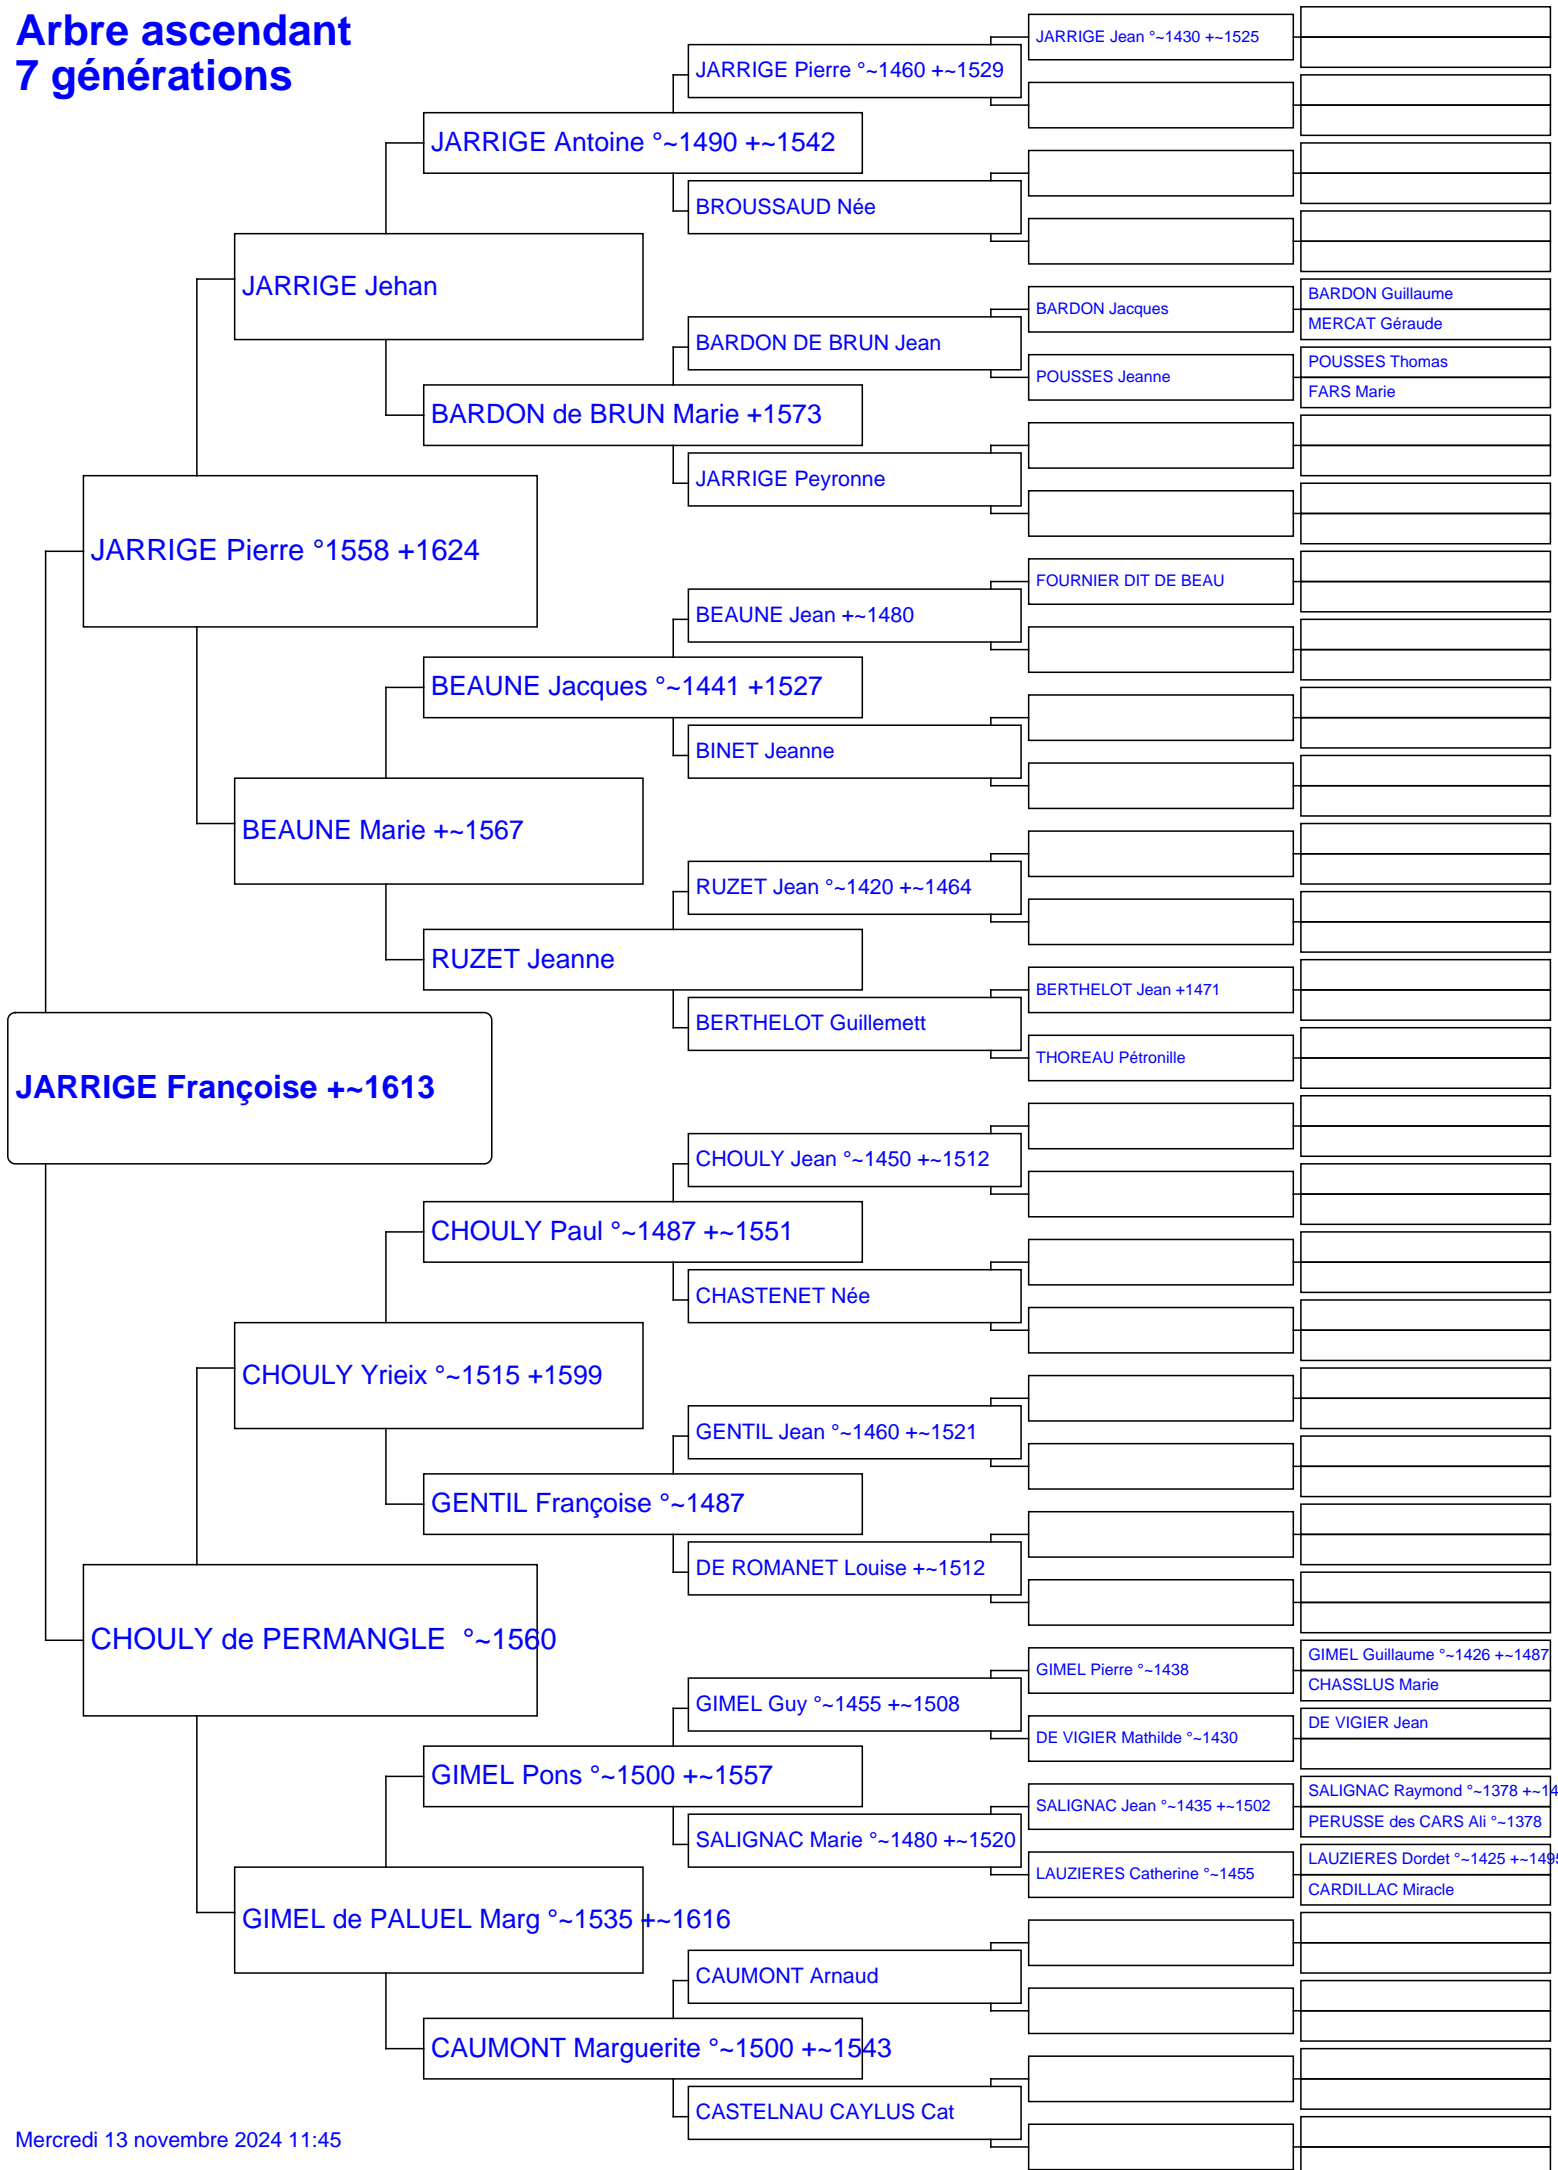 Arbre ascendant
7 générations
JARRIGE Jean °~1430 +~1525
JARRIGE Pierre °~1460 +~1529
JARRIGE Antoine °~1490 +~1542
BROUSSAUD Née
JARRIGE Jehan
BARDON Guillaume
BARDON Jacques
MERCAT Géraude
BARDON DE BRUN Jean
POUSSES Thomas
POUSSES Jeanne
FARS Marie
BARDON de BRUN Marie +1573
JARRIGE Peyronne
JARRIGE Pierre °1558 +1624
FOURNIER DIT DE BEAU
BEAUNE Jean +~1480
BEAUNE Jacques °~1441 +1527
BINET Jeanne
BEAUNE Marie +~1567
RUZET Jean °~1420 +~1464
RUZET Jeanne
BERTHELOT Jean +1471
BERTHELOT Guillemett
THOREAU Pétronille
JARRIGE Françoise +~1613
CHOULY Jean °~1450 +~1512
CHOULY Paul °~1487 +~1551
CHASTENET Née
CHOULY Yrieix °~1515 +1599
GENTIL Jean °~1460 +~1521
GENTIL Françoise °~1487
DE ROMANET Louise +~1512
CHOULY de PERMANGLE °~1560
GIMEL Guillaume °~1426 +~1487
GIMEL Pierre °~1438
CHASSLUS Marie
GIMEL Guy °~1455 +~1508
DE VIGIER Jean
DE VIGIER Mathilde °~1430
GIMEL Pons °~1500 +~1557
SALIGNAC Raymond °~1378 +~14
SALIGNAC Jean °~1435 +~1502
PERUSSE des CARS Ali °~1378
SALIGNAC Marie °~1480 +~1520
LAUZIERES Dordet °~1425 +~1495
LAUZIERES Catherine °~1455
CARDILLAC Miracle
GIMEL de PALUEL Marg °~1535 +~1616
CAUMONT Arnaud
CAUMONT Marguerite °~1500 +~1543
CASTELNAU CAYLUS Cat
Mercredi 13 novembre 2024 11:45